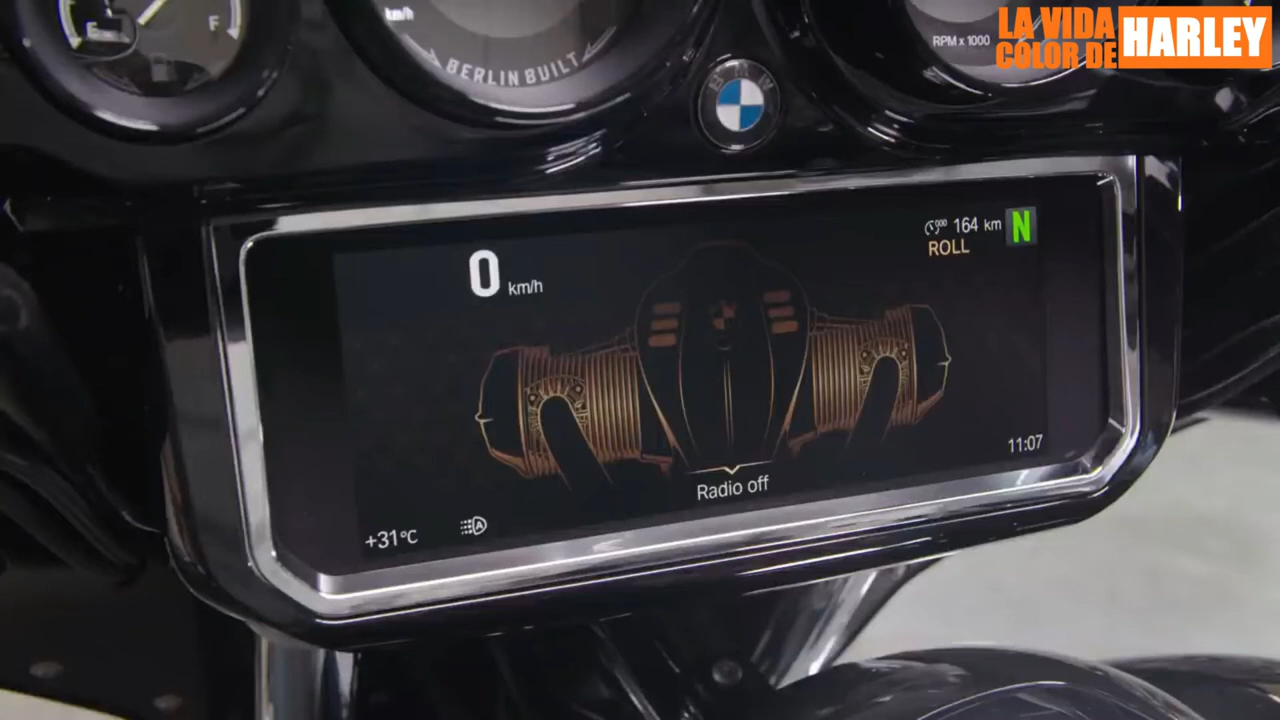 LA VIDA
COLOR DE
HARLEY
E
F
km/h
BERLIN BUILT
BMW
RPM x 1000
0 km/h
164 km
N
ROLL
11:07
Radio off
+31°C
A